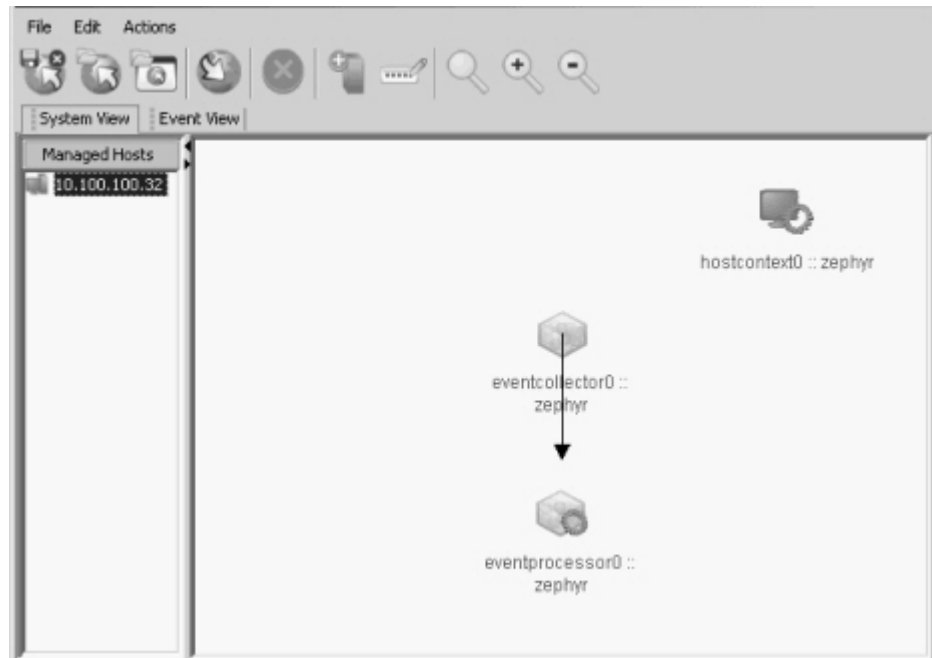 File Edit Actions
System View Event View
Managed Hosts
10.100.100.32
hostcontext0 :: zephyr
eventcollector0 ::
zephyr
eventprocessor0 ::
zephyr